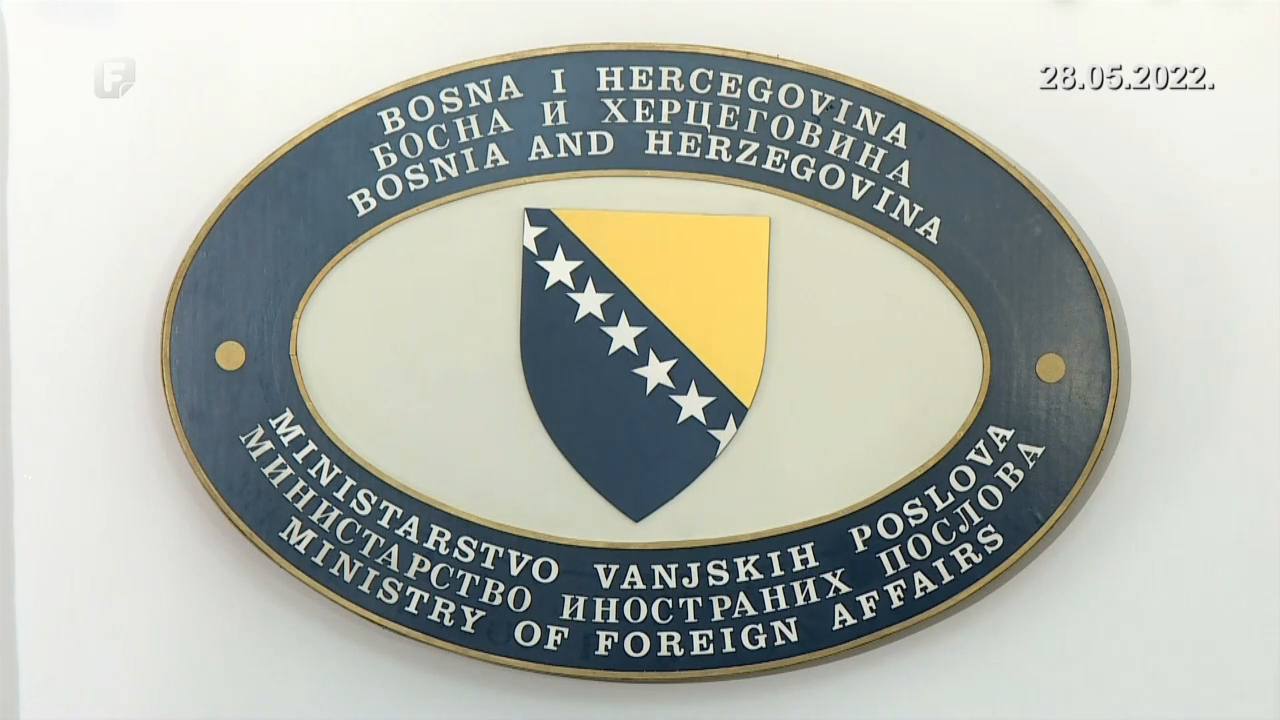 F
28.05.2022.
BOSNA I HERCEGOVINA
БОСНА И ХЕРЦЕГОВИНА
BOSNIA AND HERZEGOVINA
MINISTARSTVO VANJSKIH POSLOVA
МИНИСТАРСТВО ИНОСТРАНИХ ПОСЛОВА
MINISTRY OF FOREIGN AFFAIRS